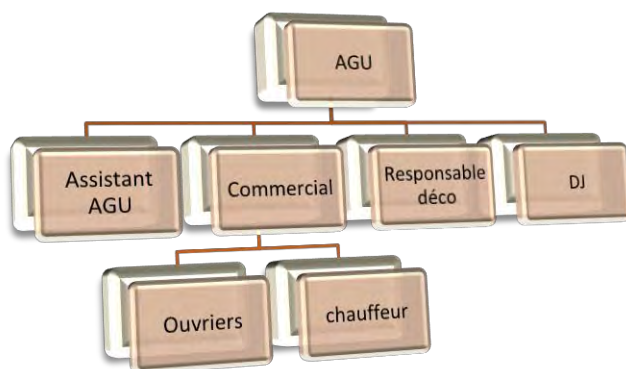 AGU
Assistant
AGU
Commercial
Responsable
déco
DJ
Ouvriers
chauffeur